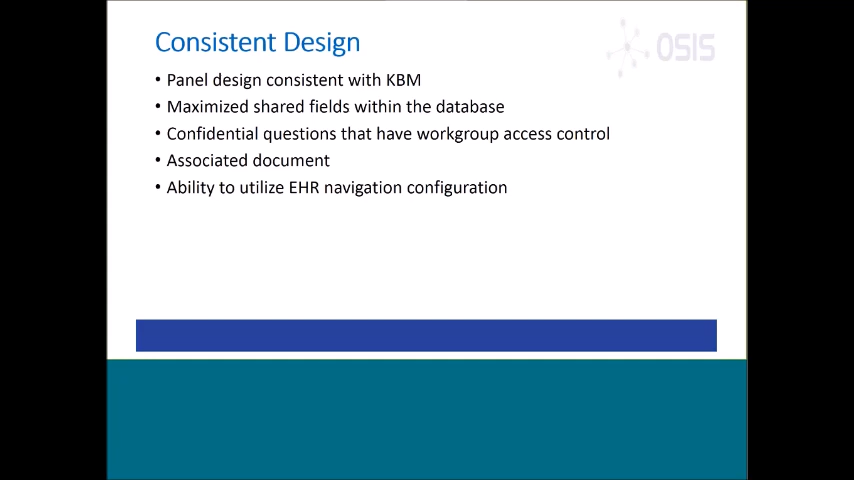 Consistent Design
OSIS
• Panel design consistent with KBM
• Maximized shared fields within the database
• Confidential questions that have workgroup access control
• Associated document
• Ability to utilize EHR navigation configuration